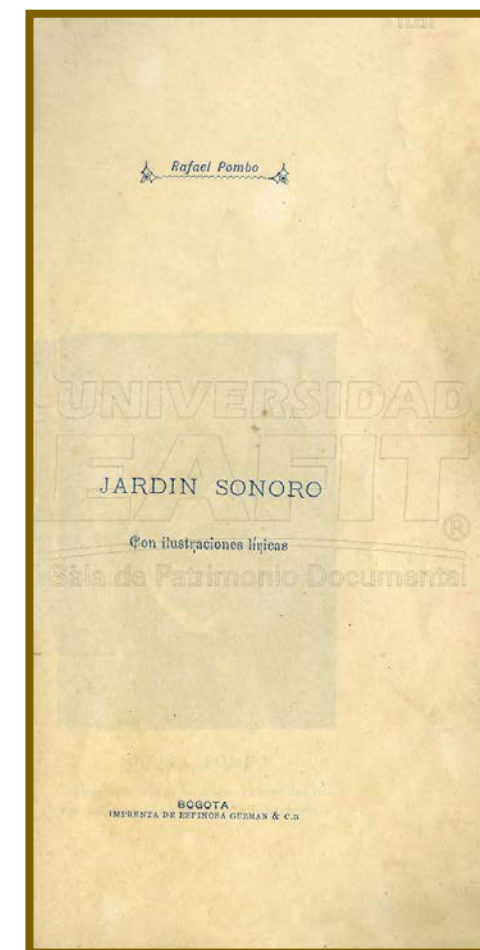 Rafael Pombo
UNIVERSIDAD
EAFIT
®
JARDIN SONORO
Con ilustraciones líricas
Sala de Patrimonio Documental
BOGOTA
IMPRENTA DE ESPINOSA GUZMAN & C.ª